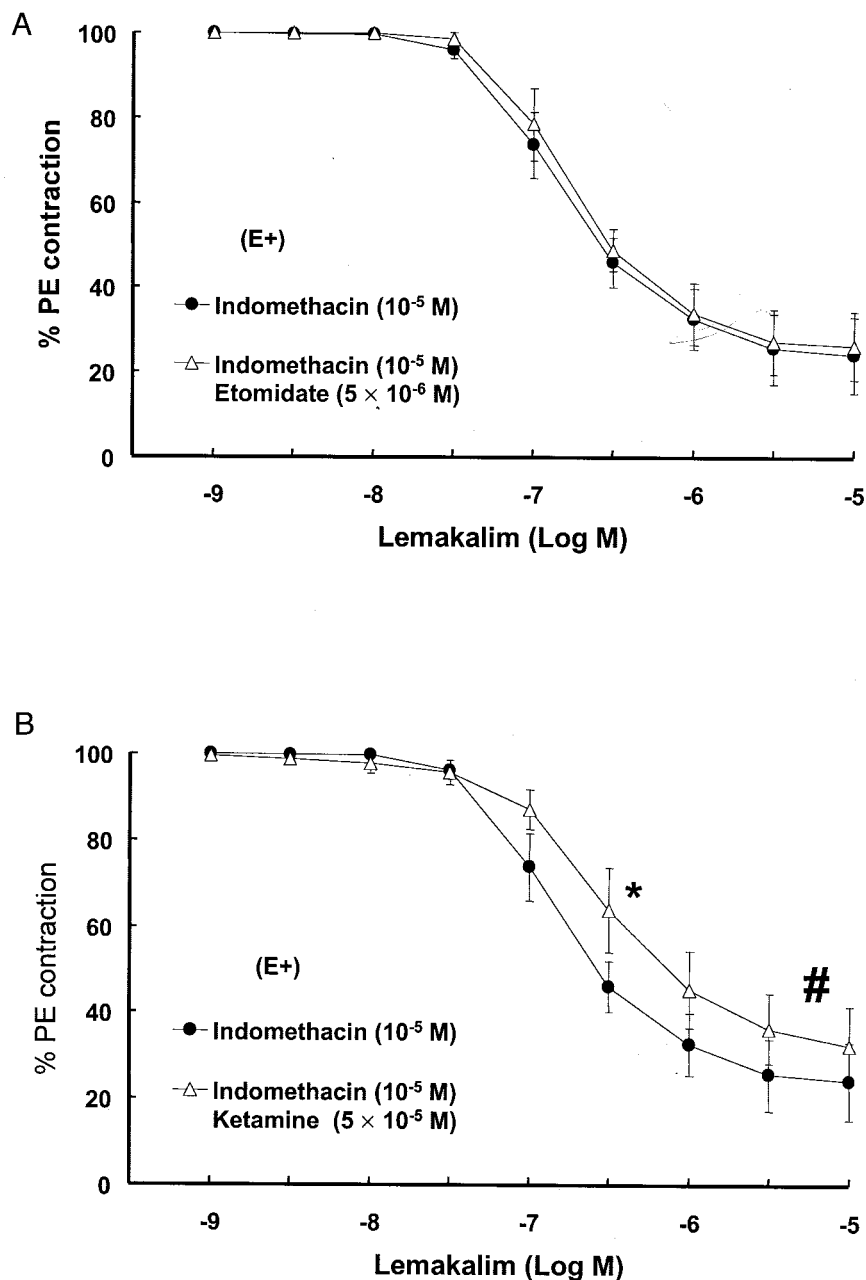 A
100
80
60
40
20
0
% PE contraction
(E+)
Indomethacin (10⁻⁵ M)
Indomethacin (10⁻⁵ M)
Etomidate (5 × 10⁻⁶ M)
-9 -8 -7 -6 -5
Lemakalim (Log M)
B
100
80
60
40
20
0
% PE contraction
*
#
(E+)
Indomethacin (10⁻⁵ M)
Indomethacin (10⁻⁵ M)
Ketamine (5 × 10⁻⁵ M)
-9 -8 -7 -6 -5
Lemakalim (Log M)